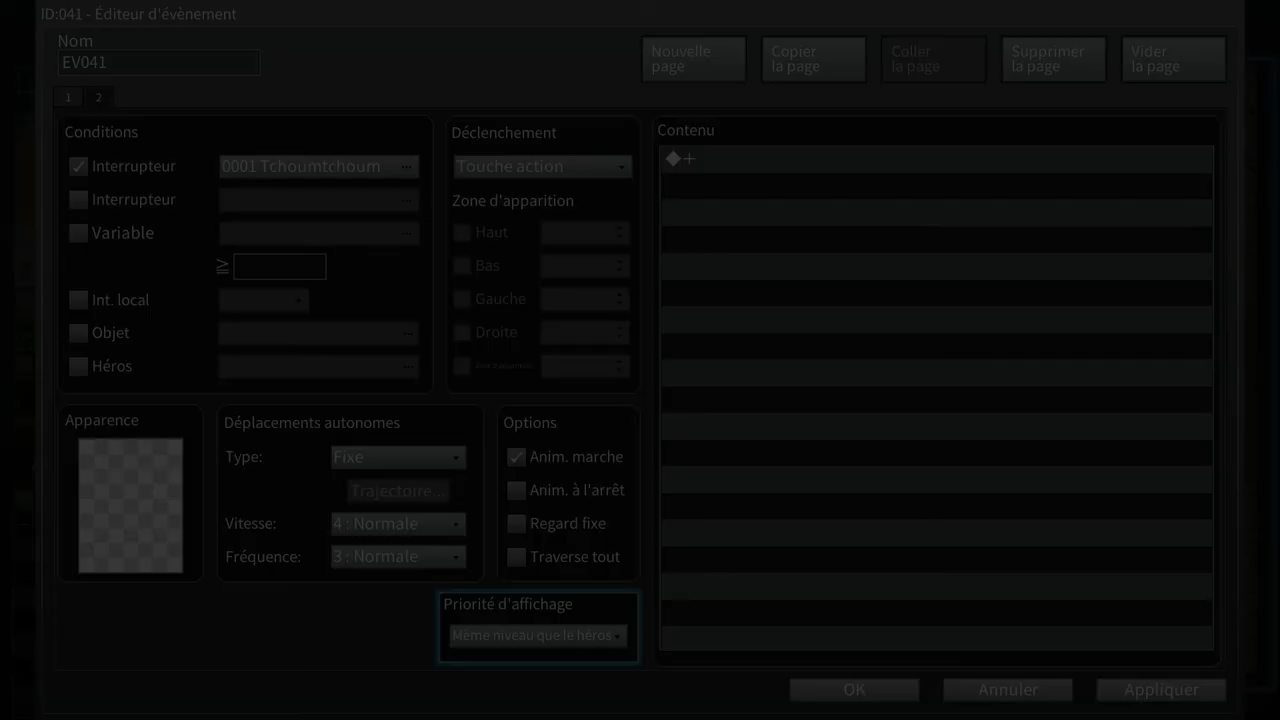 ID:041 - Éditeur d'évènement
Nom
EV041
Nouvelle
page
Copier
la page
Coller
la page
Supprimer
la page
Vider
la page
1 2
Conditions
Interrupteur 0001 Tchoumtchoum ...
Interrupteur ...
Variable ...
≧
Int. local
Objet ...
Héros ...
Déclenchement
Touche action
Zone d'apparition
Haut
Bas
Gauche
Droite
Contenu
◆+
Apparence
Déplacements autonomes
Type: Fixe
Trajectoire...
Vitesse: 4 : Normale
Fréquence: 3 : Normale
Options
Anim. marche
Anim. à l'arrêt
Regard fixe
Traverse tout
Priorité d'affichage
Même niveau que le héros
OK Annuler Appliquer